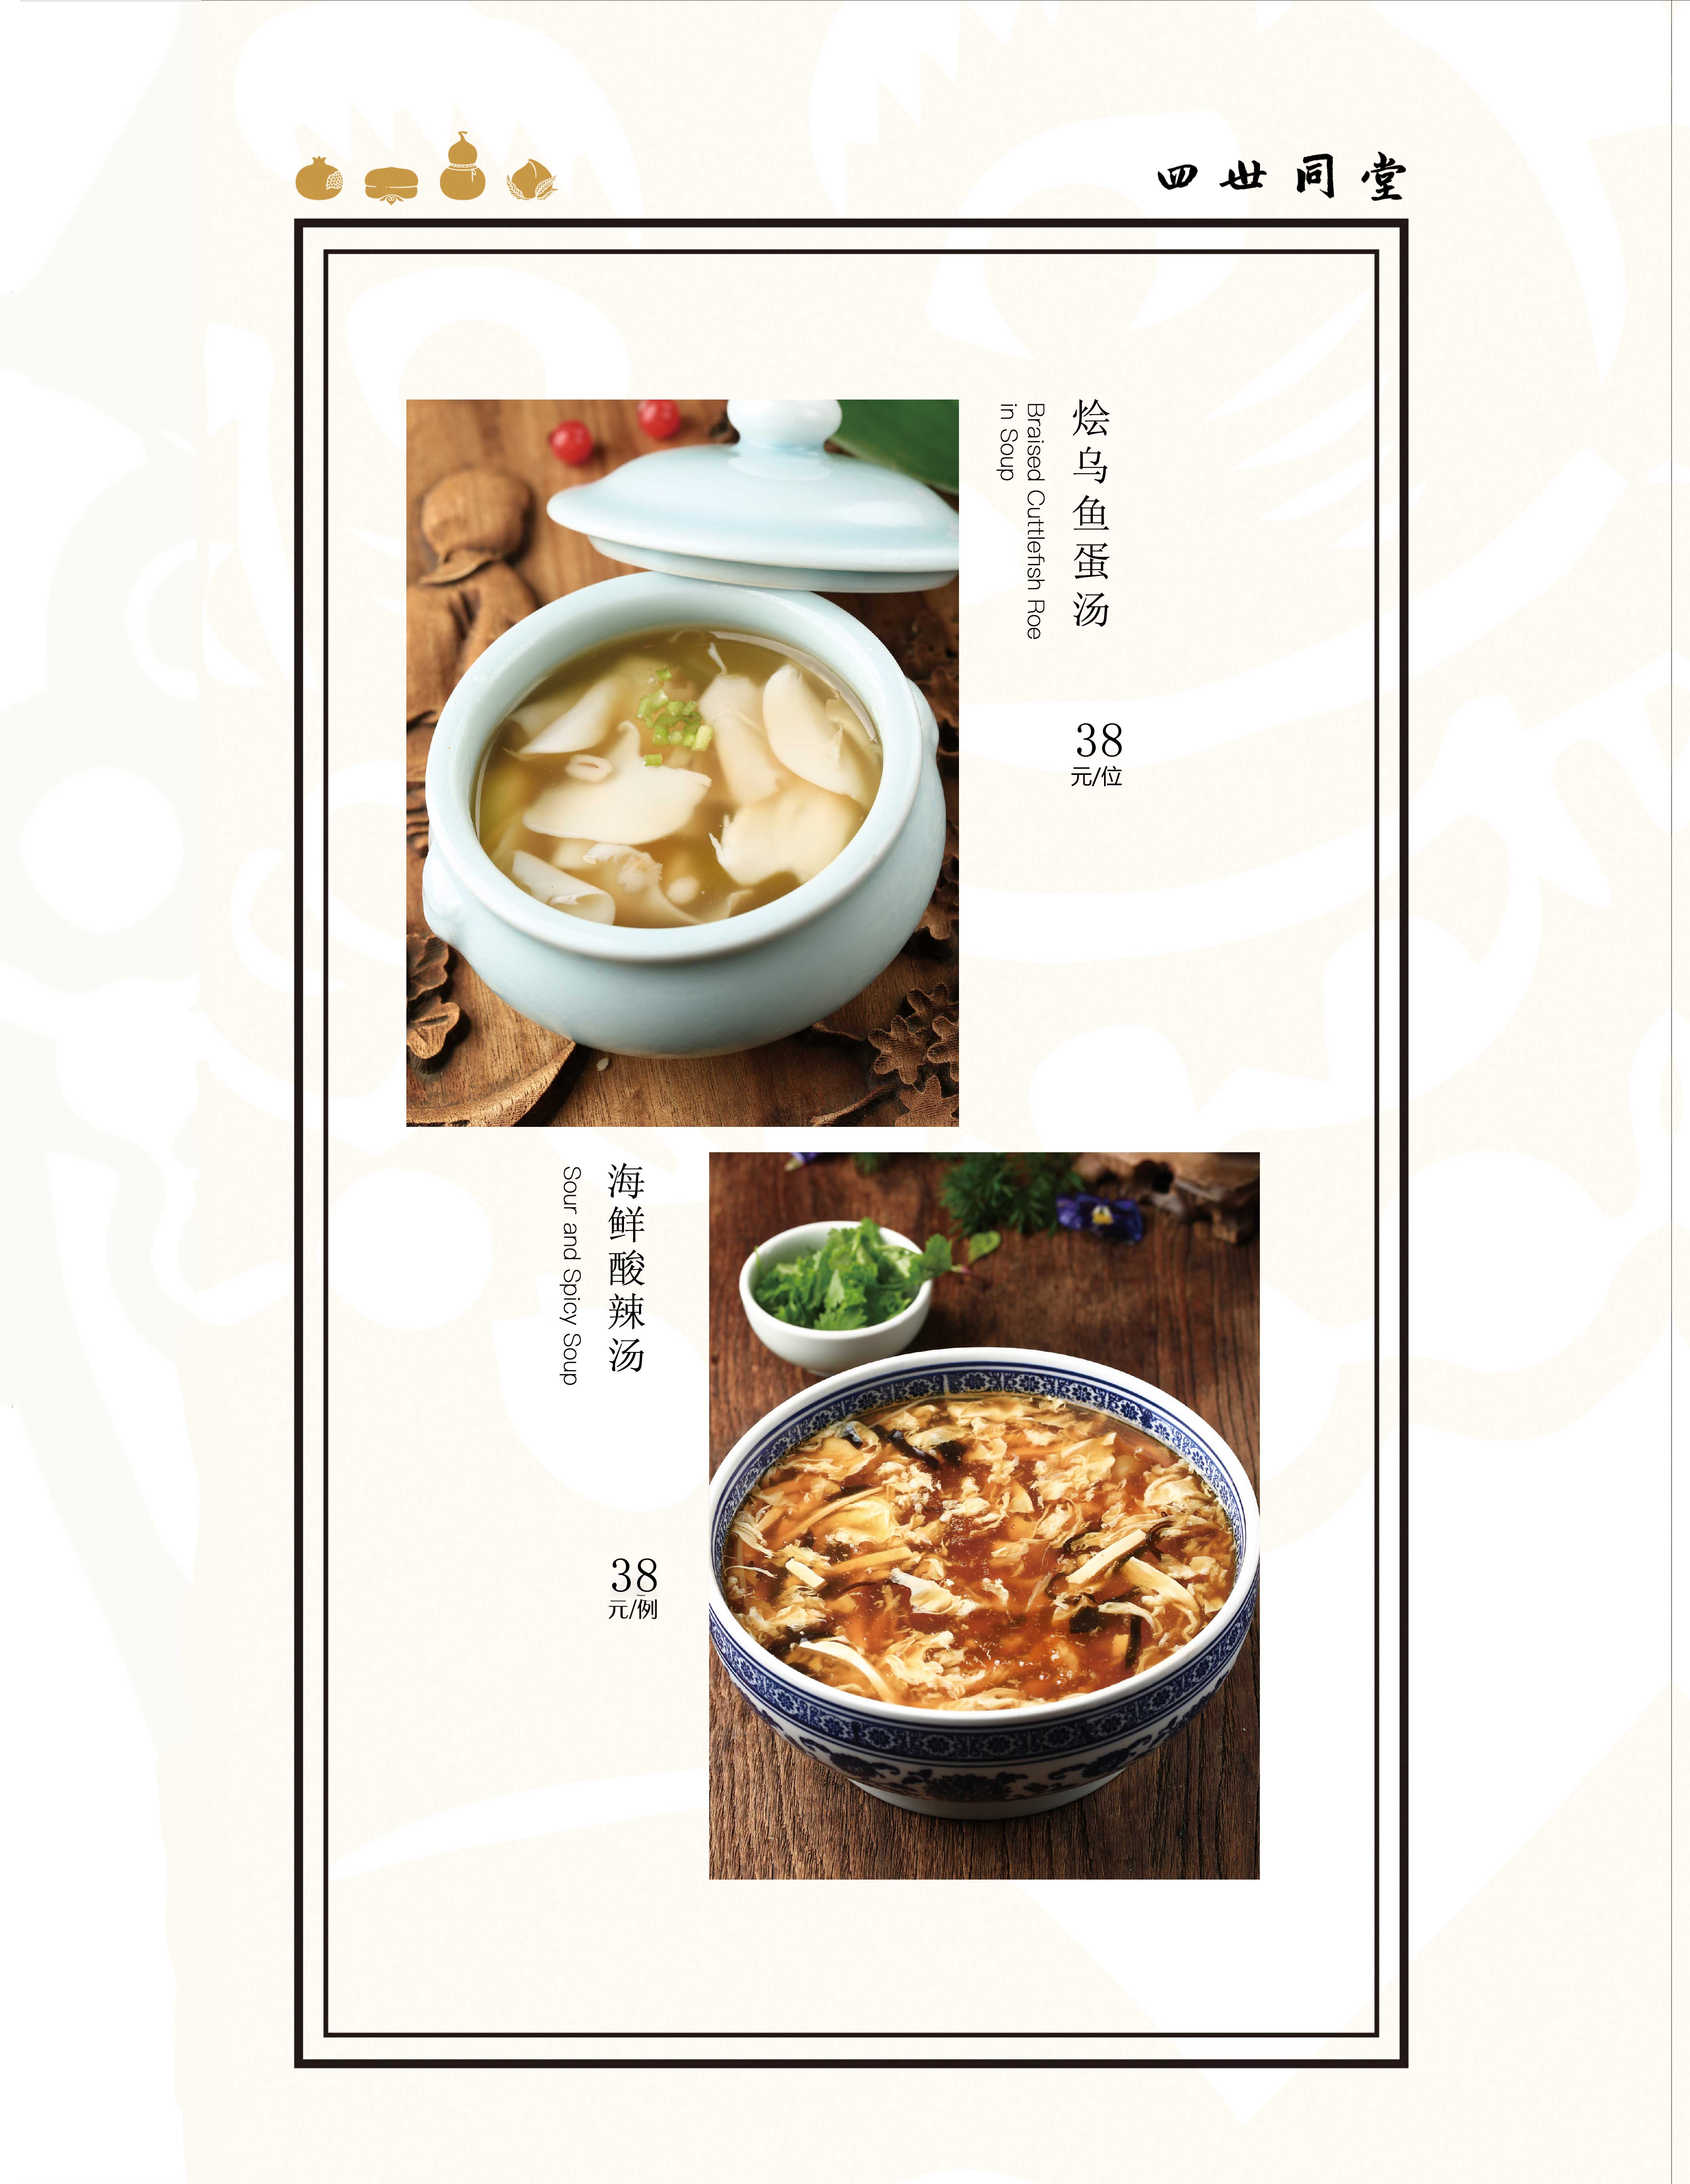 四世同堂
烩乌鱼蛋汤
Braised Cuttlefish Roe
in Soup
38
元/位
海鲜酸辣汤
Sour and Spicy Soup
38
元/例